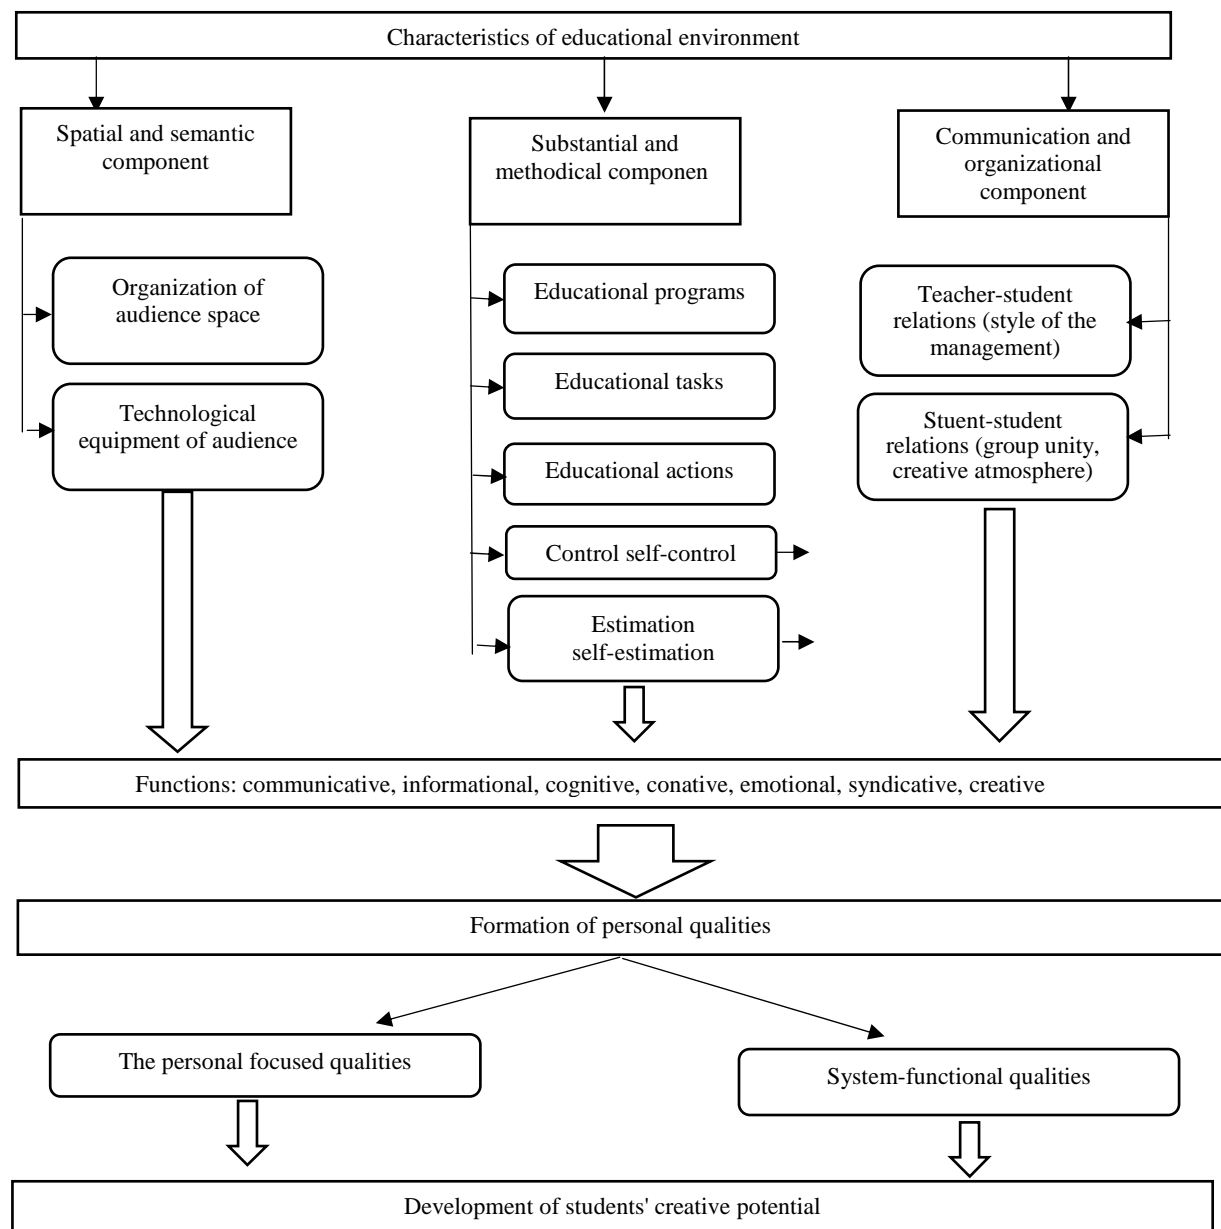 Characteristics of educational environment
Spatial and semantic
component
Substantial and
methodical componen
Communication and
organizational
component
Organization of
audience space
Technological
equipment of audience
Educational programs
Educational tasks
Educational actions
Control self-control
Estimation
self-estimation
Teacher-student
relations (style of the
management)
Stuent-student
relations (group unity,
creative atmosphere)
Functions: communicative, informational, cognitive, conative, emotional, syndicative, creative
Formation of personal qualities
The personal focused qualities
System-functional qualities
Development of students' creative potential